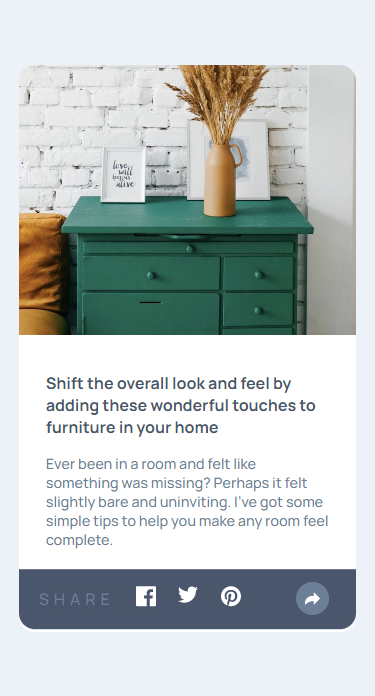 love
will
keep us
alive
Shift the overall look and feel by
adding these wonderful touches to
furniture in your home
Ever been in a room and felt like
something was missing? Perhaps it felt
slightly bare and uninviting. I've got some
simple tips to help you make any room feel
complete.
SHARE